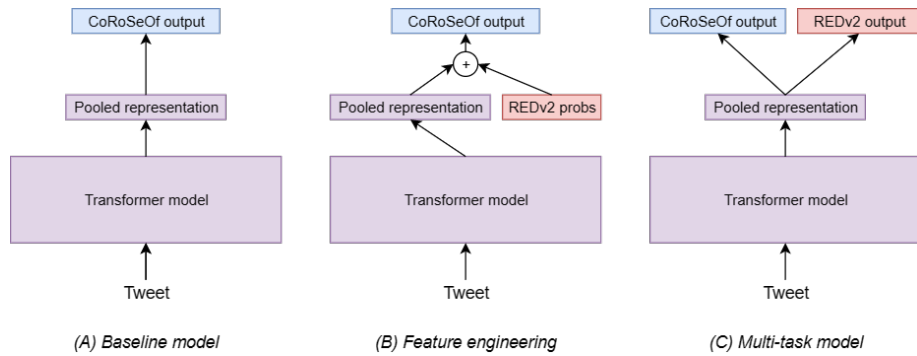 CoRoSeOf output
Pooled representation
Transformer model
Tweet
(A) Baseline model
CoRoSeOf output
+
Pooled representation
REDv2 probs
Transformer model
Tweet
(B) Feature engineering
CoRoSeOf output
REDv2 output
Pooled representation
Transformer model
Tweet
(C) Multi-task model